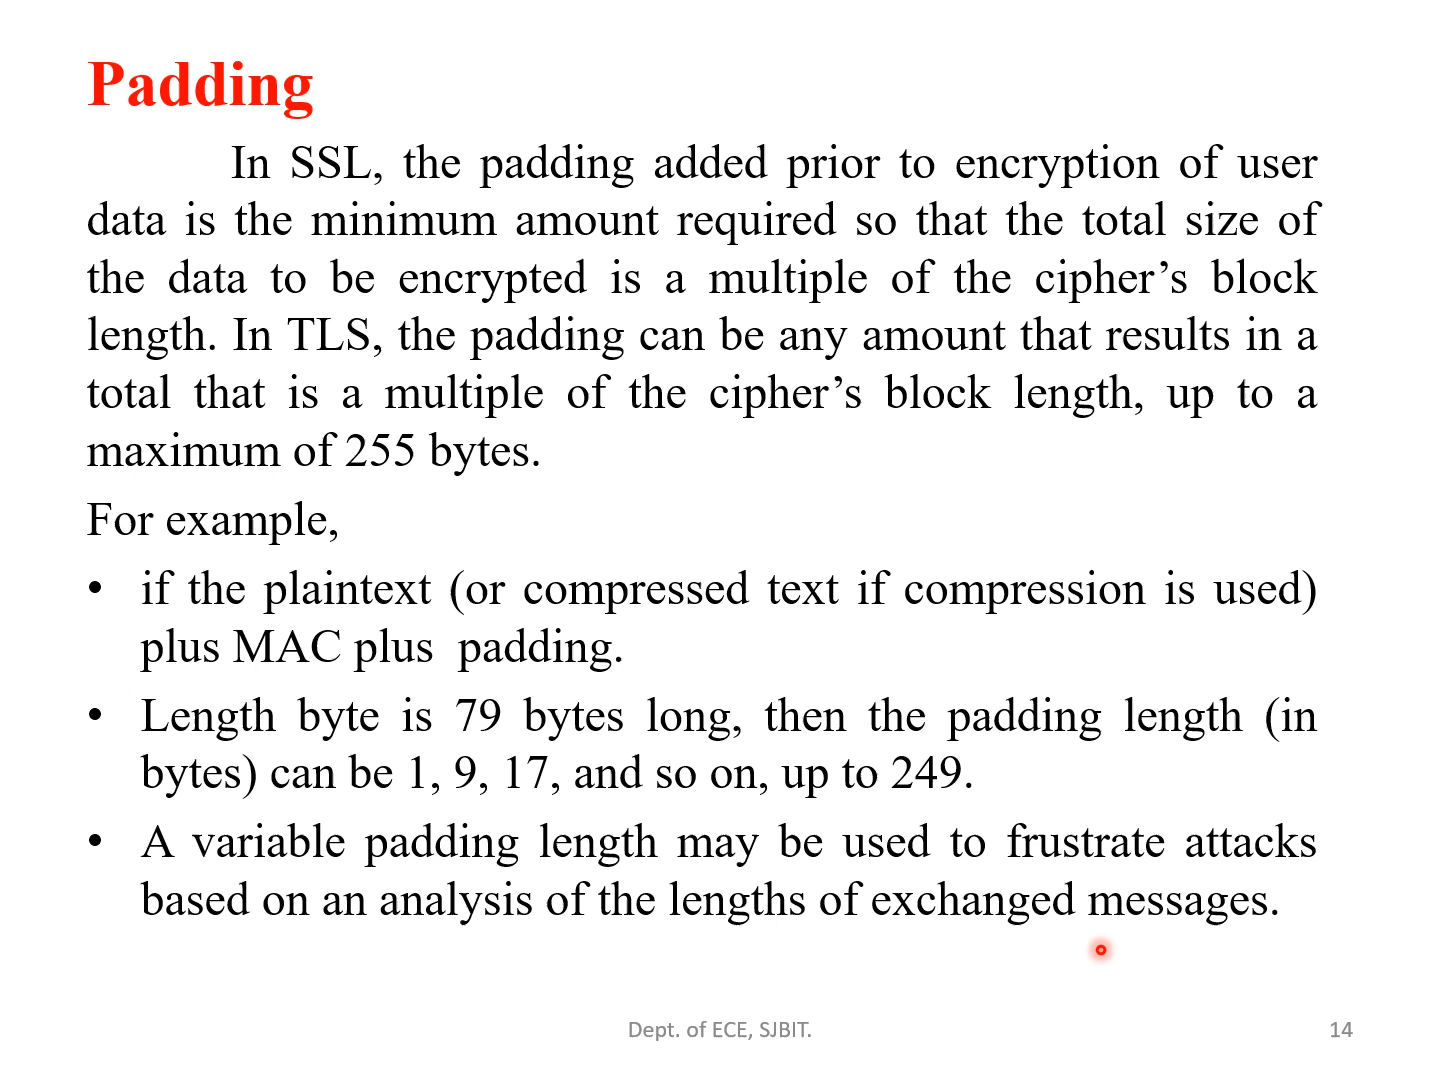 Padding
In SSL, the padding added prior to encryption of user
data is the minimum amount required so that the total size of
the data to be encrypted is a multiple of the cipher’s block
length. In TLS, the padding can be any amount that results in a
total that is a multiple of the cipher’s block length, up to a
maximum of 255 bytes.
For example,
• if the plaintext (or compressed text if compression is used)
plus MAC plus  padding.
• Length byte is 79 bytes long, then the padding length (in
bytes) can be 1, 9, 17, and so on, up to 249.
• A variable padding length may be used to frustrate attacks
based on an analysis of the lengths of exchanged messages.
Dept. of ECE, SJBIT.
14